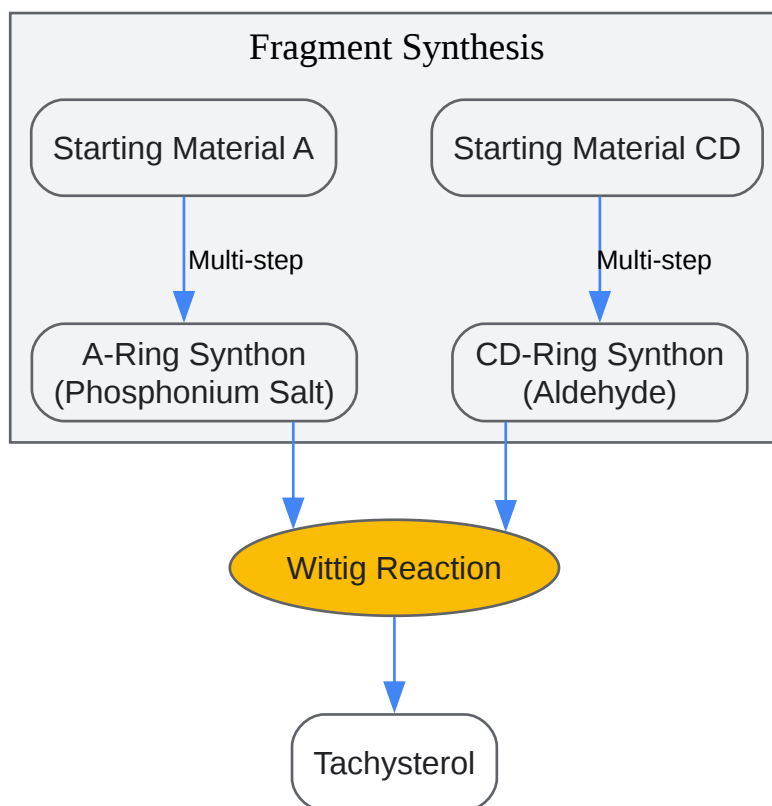 Fragment Synthesis
Starting Material A
Starting Material CD
Multi-step
Multi-step
A-Ring Synthon
(Phosphonium Salt)
CD-Ring Synthon
(Aldehyde)
Wittig Reaction
Tachysterol